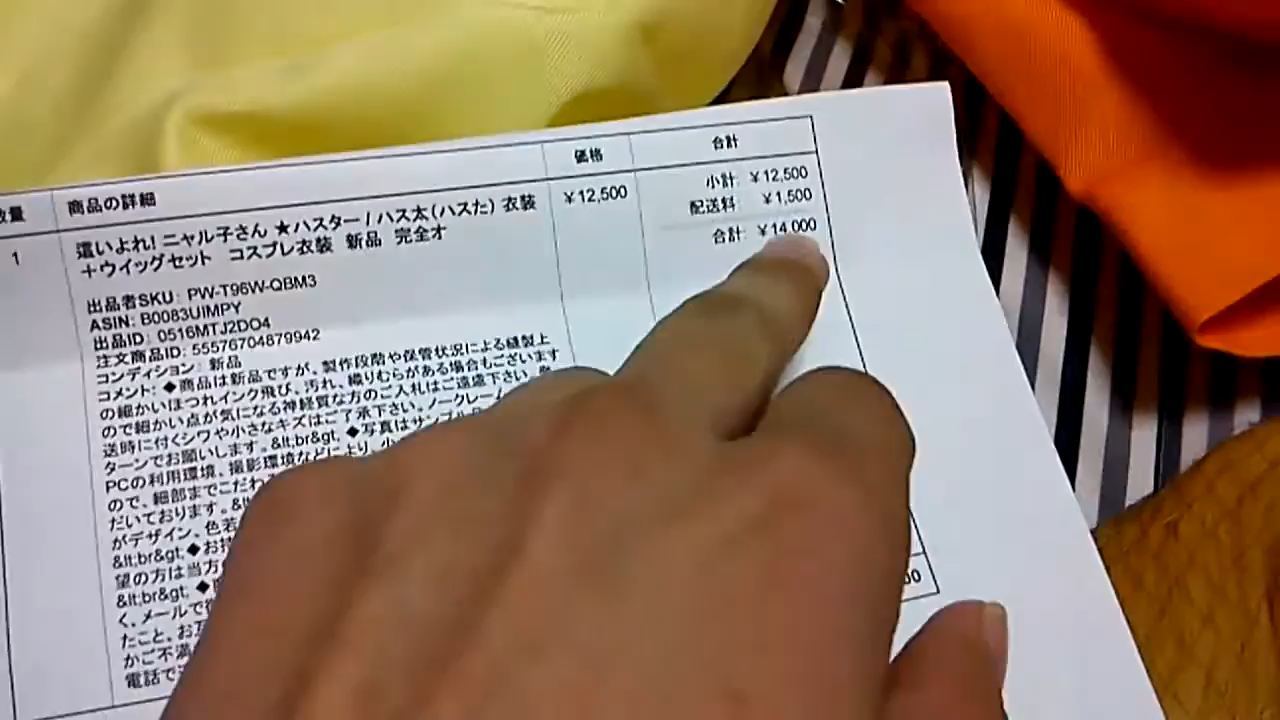 数量 商品の詳細 価格 合計
1 這いよれ! ニャル子さん ★ハスター / ハス太(ハスた) 衣装 ¥12,500 小計: ¥12,500
+ウイッグセット コスプレ衣装 新品 完全オ 配送料 ¥1,500
合計: ¥14,000
出品者SKU: PW-T96W-QBM3
ASIN: B0083UIMPY
出品ID: 0516MTJ2DO4
注文商品ID: 55576704879942
コンディション: 新品
コメント: ◆商品は新品ですが、製作段階や保管状況による縫製上
の細かいほつれインク飛び、汚れ、織りむらがある場合もございます
ので細かい点が気になる神経質な方のご入札はご遠慮下さい。
送時に付くシワや小さなキズはご了承下さい。ノークレーム
ターンでお願いします。&lt;br&gt; ◆写真はサンプル
PCの利用環境、撮影環境などにより、
ので、細部までこだわ
だいております。&l
がデザイン、色若
&lt;br&gt; ◆お持
望の方は当方
&lt;br&gt; ◆
く、メールで
たこと、お
かご不満
電話で
00